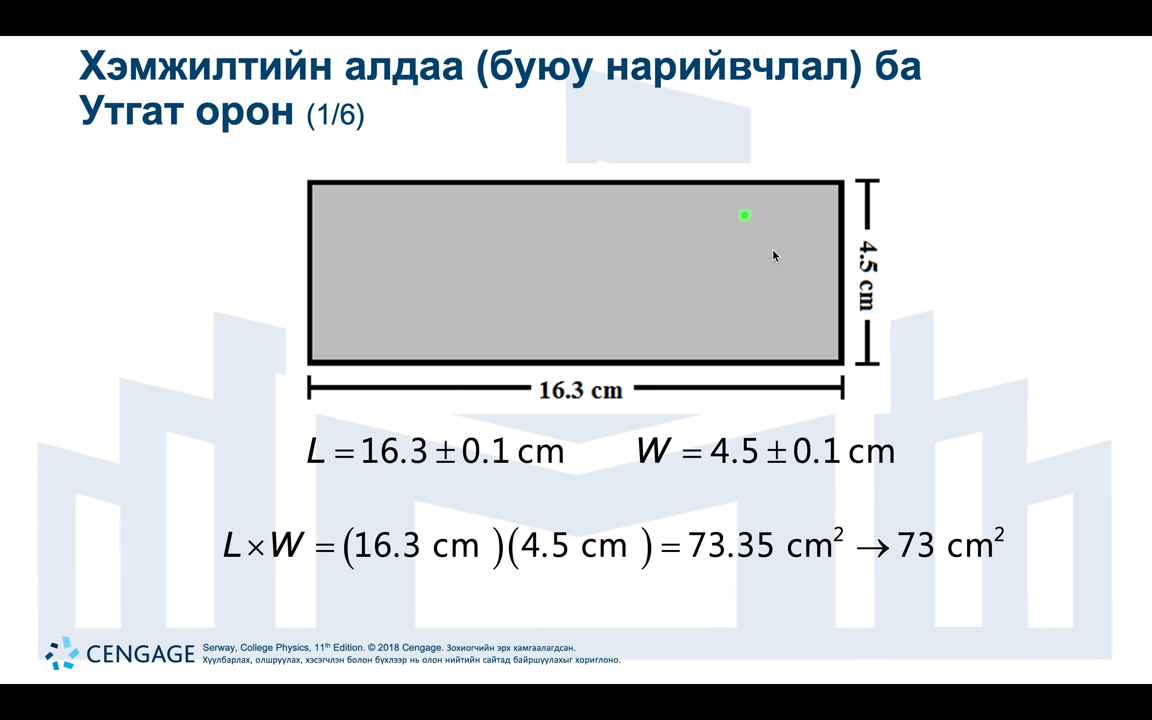 Хэмжилтийн алдаа (буюу нарийвчлал) ба
Утгат орон (1/6)
4.5 cm
16.3 cm
L = 16.3 ± 0.1 cm W = 4.5 ± 0.1 cm
L × W = (16.3 cm )(4.5 cm ) = 73.35 cm² → 73 cm²
CENGAGE
Serway, College Physics, 11th Edition. © 2018 Cengage. Зохиогчийн эрх хамгаалагдсан.
Хуулбарлах, олшруулах, хэсэгчлэн болон бүхлээр нь олон нийтийн сайтад байршуулахыг хориглоно.